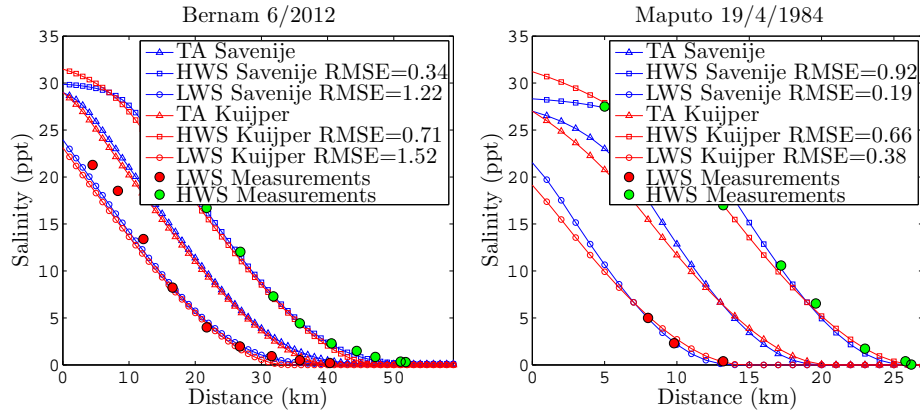 Bernam 6/2012
35
30
25
20
15
10
5
0
Salinity (ppt)
TA Savenije
HWS Savenije RMSE=0.34
LWS Savenije RMSE=1.22
TA Kuijper
HWS Kuijper RMSE=0.71
LWS Kuijper RMSE=1.52
LWS Measurements
HWS Measurements
0 10 20 30 40 50
Distance (km)
Maputo 19/4/1984
35
30
25
20
15
10
5
0
Salinity (ppt)
TA Savenije
HWS Savenije RMSE=0.92
LWS Savenije RMSE=0.19
TA Kuijper
HWS Kuijper RMSE=0.66
LWS Kuijper RMSE=0.38
LWS Measurements
HWS Measurements
0 5 10 15 20 25
Distance (km)